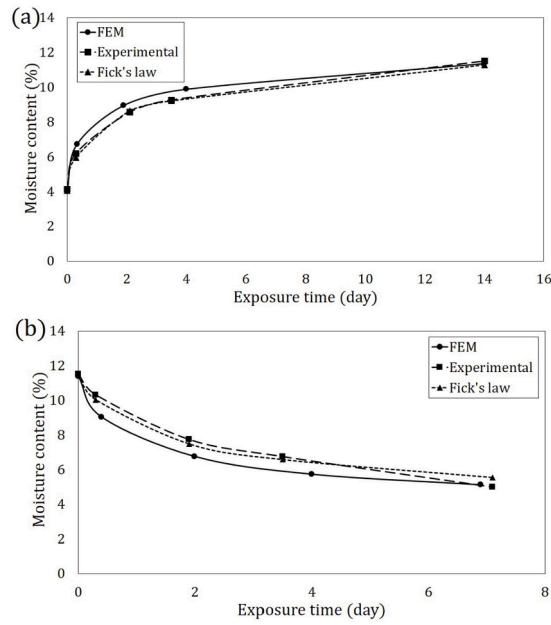 (a)
14
12
10
8
6
4
2
0
Moisture content (%)
FEM
Experimental
Fick's law
0 2 4 6 8 10 12 14 16
Exposure time (day)
(b)
14
12
10
8
6
4
2
0
Moisture content (%)
FEM
Experimental
Fick's law
0 2 4 6 8
Exposure time (day)